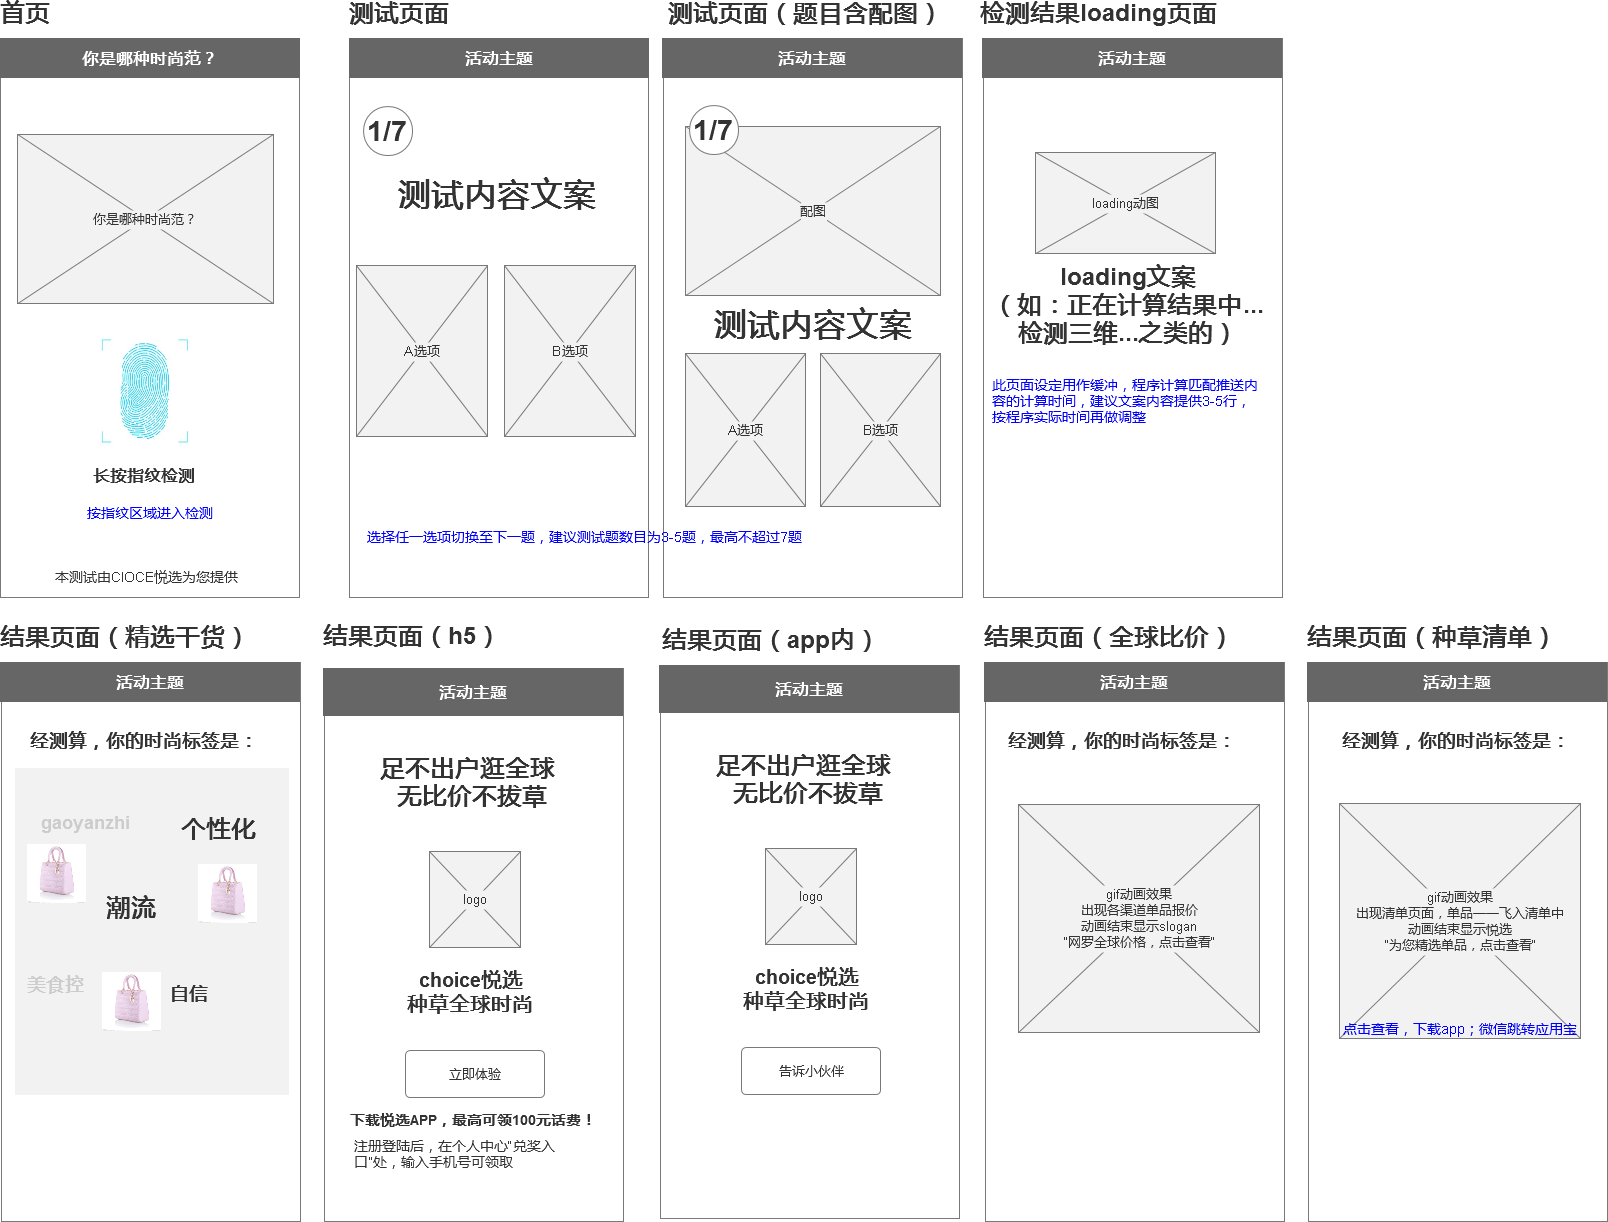 首页
你是哪种时尚范？
你是哪种时尚范？
长按指纹检测
按指纹区域进入检测
本测试由CIOCE悦选为您提供
测试页面
活动主题
1/7
测试内容文案
A选项
B选项
选择任一选项切换至下一题，建议测试题数目为3-5题，最高不超过7题
测试页面（题目含配图）
活动主题
1/7
配图
测试内容文案
A选项
B选项
检测结果loading页面
活动主题
loading动图
loading文案
（如：正在计算结果中...
检测三维...之类的）
此页面设定用作缓冲，程序计算匹配推送内
容的计算时间，建议文案内容提供3-5行，
按程序实际时间再做调整
结果页面（精选干货）
活动主题
经测算，你的时尚标签是：
gaoyanzhi
个性化
潮流
美食控
自信
结果页面（h5）
活动主题
足不出户逛全球
无比价不拔草
logo
choice悦选
种草全球时尚
立即体验
下载悦选APP，最高可领100元话费！
注册登陆后，在个人中心"兑奖入
口"处，输入手机号可领取
结果页面（app内）
活动主题
足不出户逛全球
无比价不拔草
logo
choice悦选
种草全球时尚
告诉小伙伴
结果页面（全球比价）
活动主题
经测算，你的时尚标签是：
gif动画效果
出现各渠道单品报价
动画结束显示slogan
"网罗全球价格，点击查看"
结果页面（种草清单）
活动主题
经测算，你的时尚标签是：
gif动画效果
出现清单页面，单品一一飞入清单中
动画结束显示悦选
"为您精选单品，点击查看"
点击查看，下载app；微信跳转应用宝